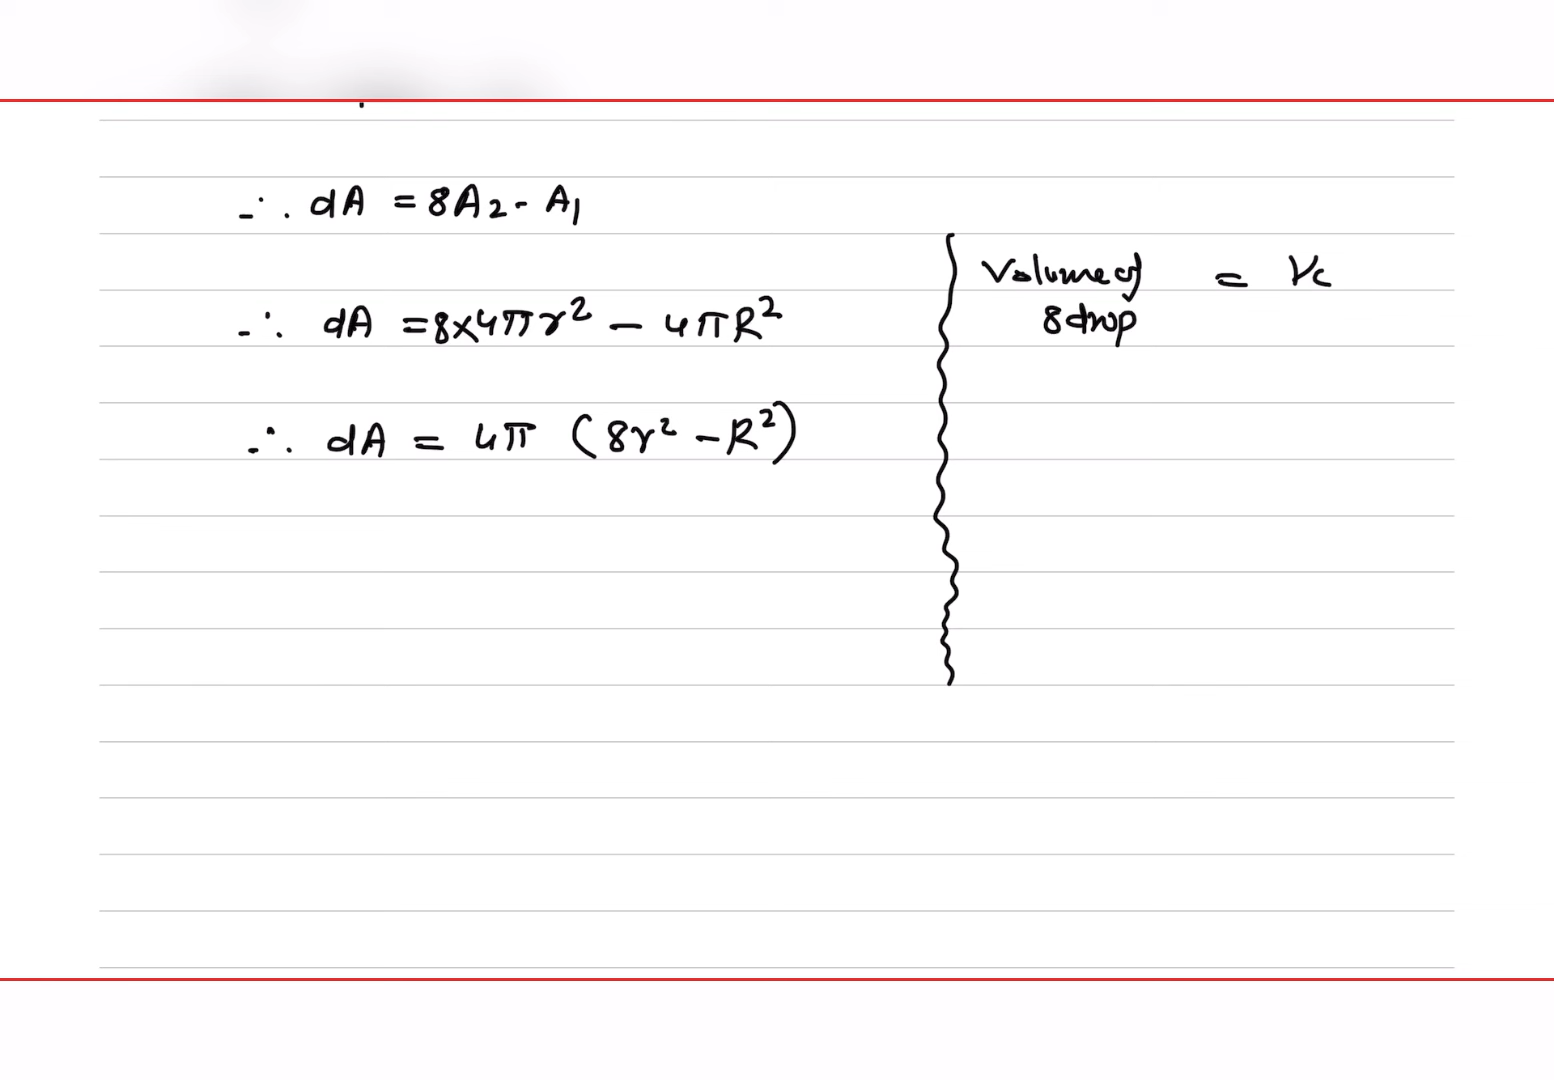 ∴ dA = 8A₂ - A₁
∴ dA = 8×4πr² – 4πR²
∴ dA = 4π (8r² – R²)
Volume of = Vc
8 drop